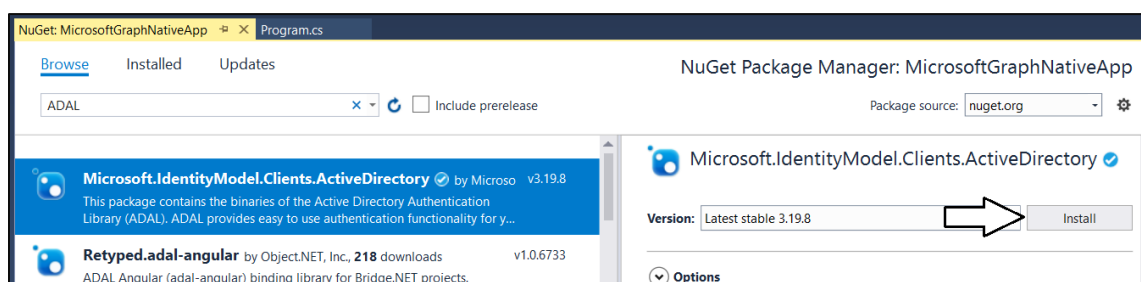 NuGet: MicrosoftGraphNativeApp Program.cs
Browse Installed Updates
NuGet Package Manager: MicrosoftGraphNativeApp
ADAL Include prerelease
Package source: nuget.org
Microsoft.IdentityModel.Clients.ActiveDirectory by Microso v3.19.8
This package contains the binaries of the Active Directory Authentication
Library (ADAL). ADAL provides easy to use authentication functionality for y...
Retyped.adal-angular by Object.NET, Inc., 218 downloads v1.0.6733
ADAL Angular (adal-angular) binding library for Bridge.NET projects.
Microsoft.IdentityModel.Clients.ActiveDirectory
Version: Latest stable 3.19.8 Install
Options